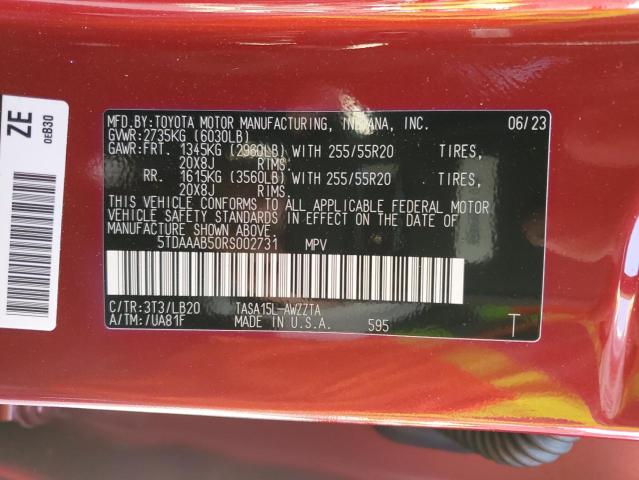 MFD.BY:TOYOTA MOTOR MANUFACTURING, INDIANA, INC. 06/23
GVWR:2735KG (6030LB)
GAWR:FRT. 1345KG (2960LB) WITH 255/55R20 TIRES,
20X8J RIMS,
RR. 1615KG (3560LB) WITH 255/55R20 TIRES,
20X8J RIMS.
THIS VEHICLE CONFORMS TO ALL APPLICABLE FEDERAL MOTOR
VEHICLE SAFETY STANDARDS IN EFFECT ON THE DATE OF
MANUFACTURE SHOWN ABOVE.
5TDAAAB50RS002731 MPV
C/TR:3T3/LB20 TASA15L-AWZZTA
A/TM:/UA81F MADE IN U.S.A. 595 T
ZE
0EB30